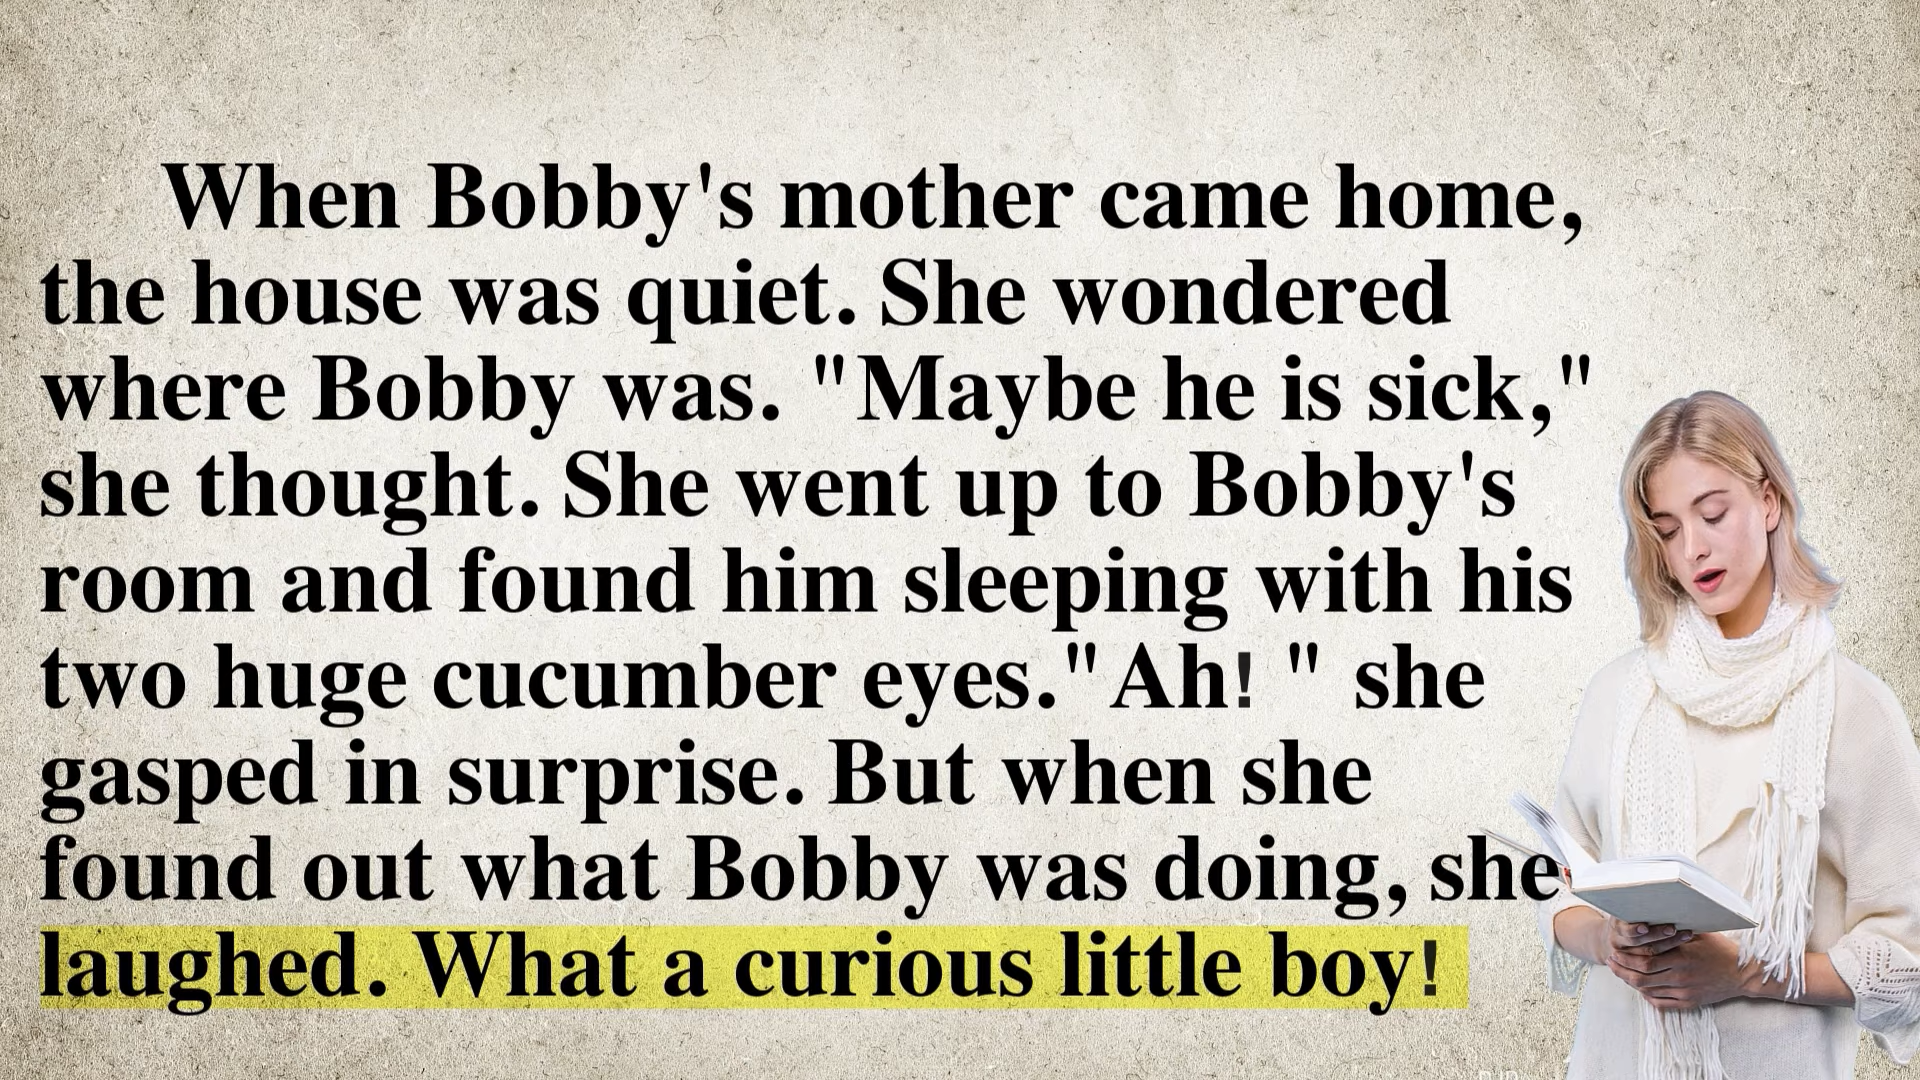 When Bobby's mother came home,
the house was quiet. She wondered
where Bobby was. "Maybe he is sick,"
she thought. She went up to Bobby's
room and found him sleeping with his
two huge cucumber eyes."Ah! " she
gasped in surprise. But when she
found out what Bobby was doing, she
laughed. What a curious little boy!